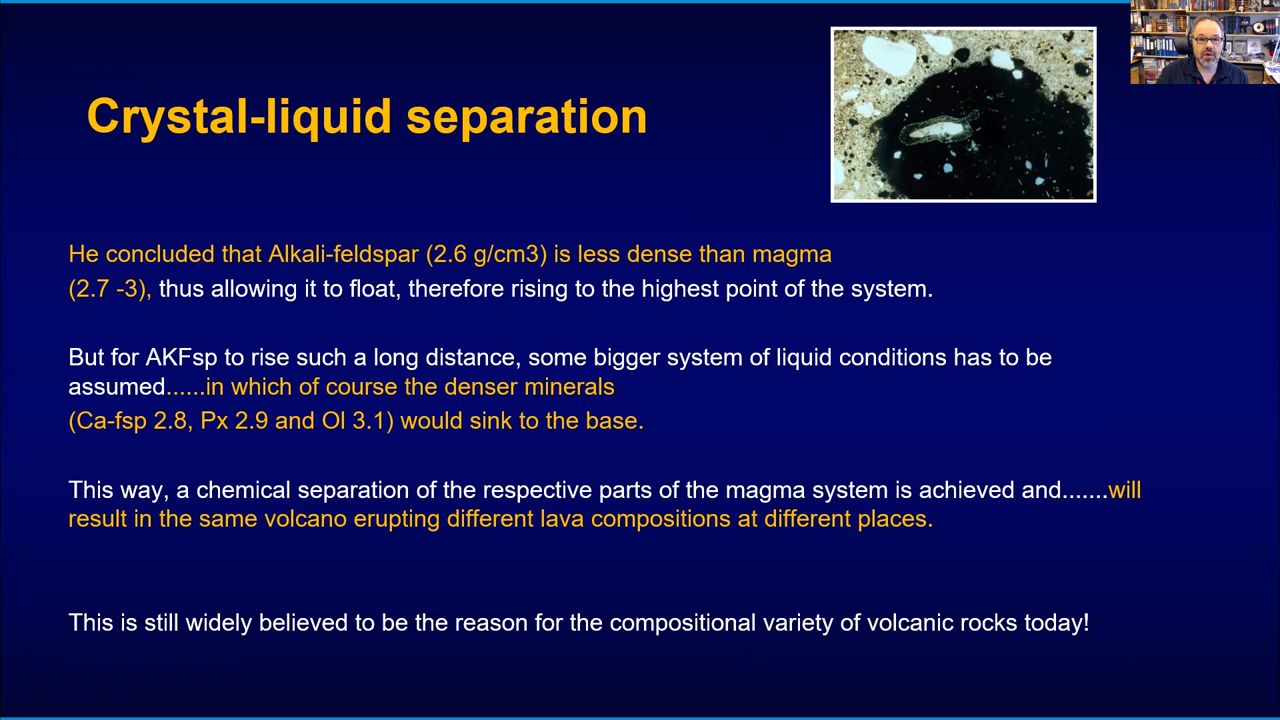 Crystal-liquid separation
He concluded that Alkali-feldspar (2.6 g/cm3) is less dense than magma
(2.7 -3), thus allowing it to float, therefore rising to the highest point of the system.
But for AKFsp to rise such a long distance, some bigger system of liquid conditions has to be
assumed......in which of course the denser minerals
(Ca-fsp 2.8, Px 2.9 and Ol 3.1) would sink to the base.
This way, a chemical separation of the respective parts of the magma system is achieved and.......will
result in the same volcano erupting different lava compositions at different places.
This is still widely believed to be the reason for the compositional variety of volcanic rocks today!